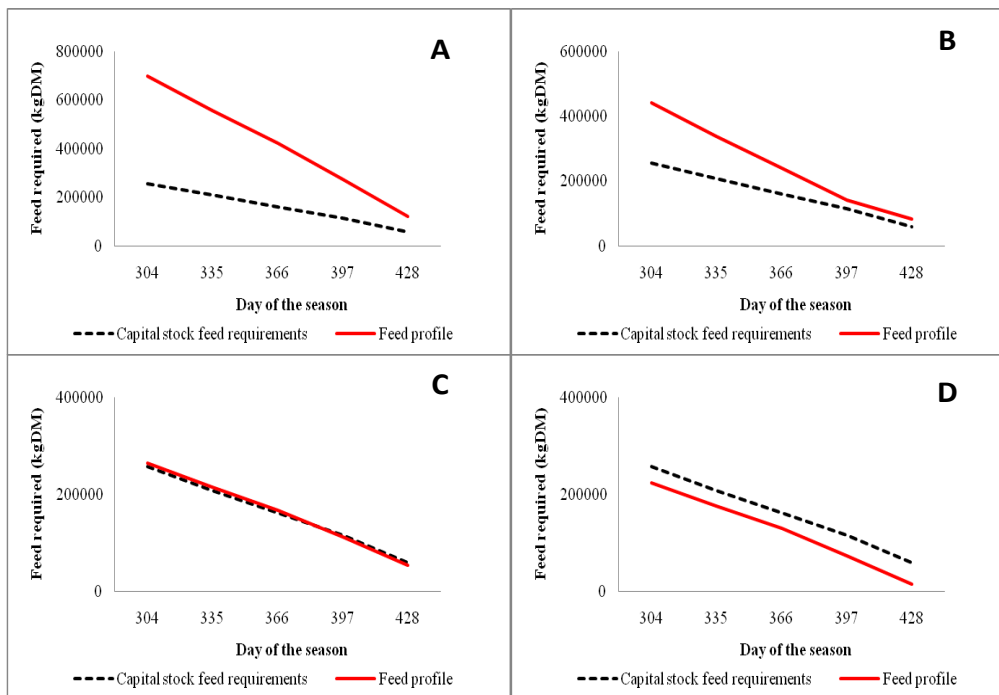 A
Feed required (kgDM)
800000
600000
400000
200000
0
304 335 366 397 428
Day of the season
Capital stock feed requirements Feed profile
B
Feed required (kgDM)
600000
400000
200000
0
304 335 366 397 428
Day of the season
Capital stock feed requirements Feed profile
C
Feed required (kgDM)
400000
200000
0
304 335 366 397 428
Day of the season
Capital stock feed requirements Feed profile
D
Feed required (kgDM)
400000
200000
0
304 335 366 397 428
Day of the season
Capital stock feed requirements Feed profile